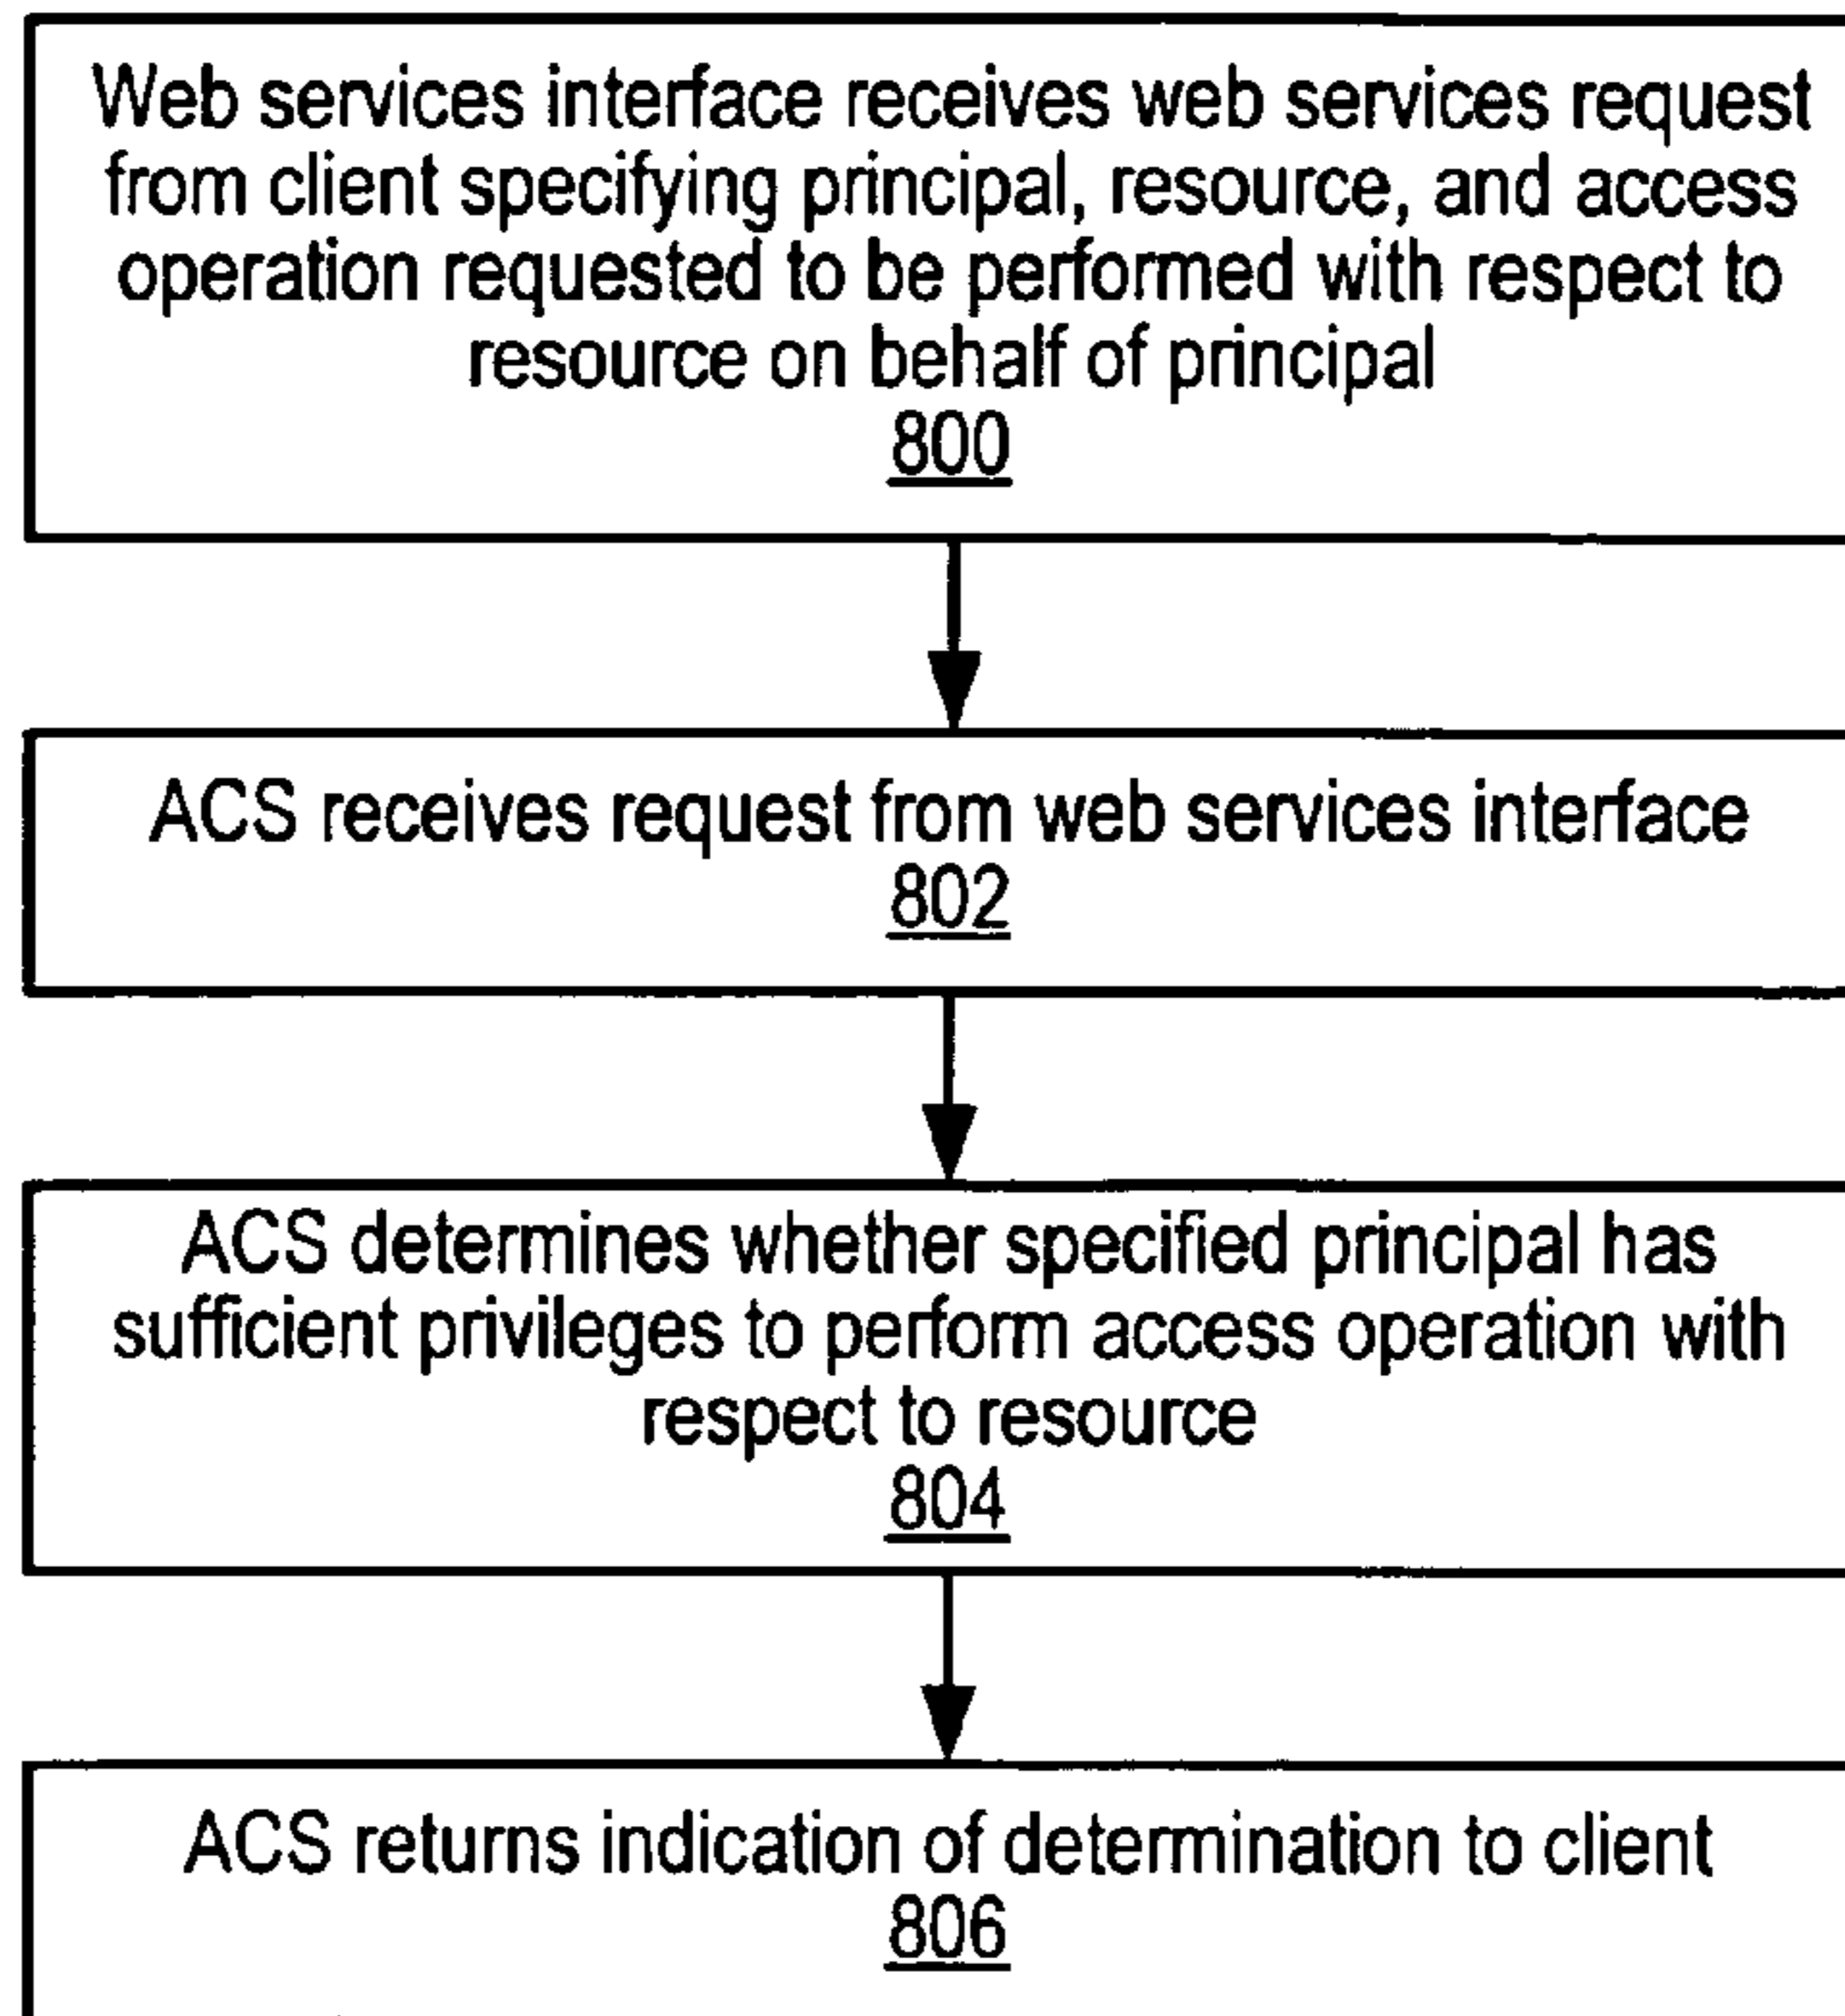 Web services interface receives web services request
from client specifying principal, resource, and access
operation requested to be performed with respect to
resource on behalf of principal
800
ACS receives request from web services interface
802
ACS determines whether specified principal has
sufficient privileges to perform access operation with
respect to resource
804
ACS returns indication of determination to client
806